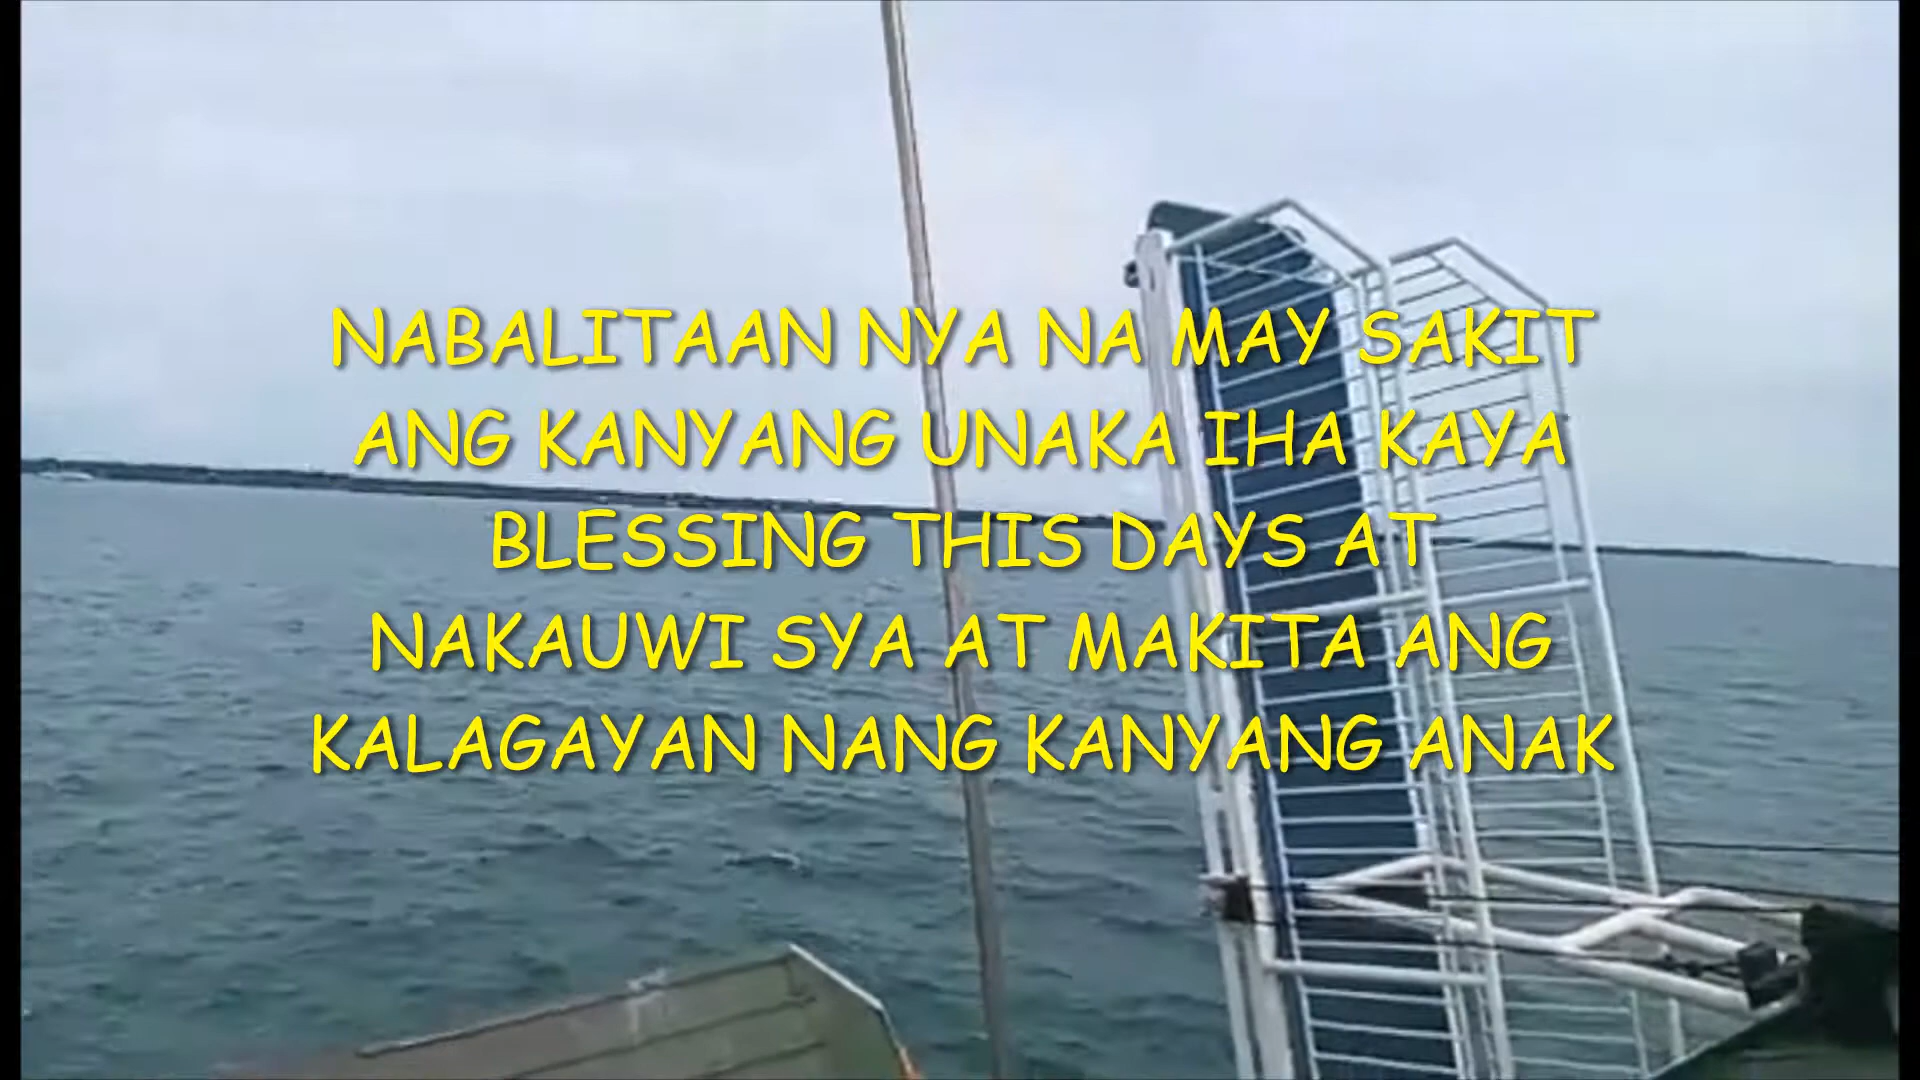 NABALITAAN NYA NA MAY SAKIT
ANG KANYANG UNAKA IHA KAYA
BLESSING THIS DAYS AT
NAKAUWI SYA AT MAKITA ANG
KALAGAYAN NANG KANYANG ANAK